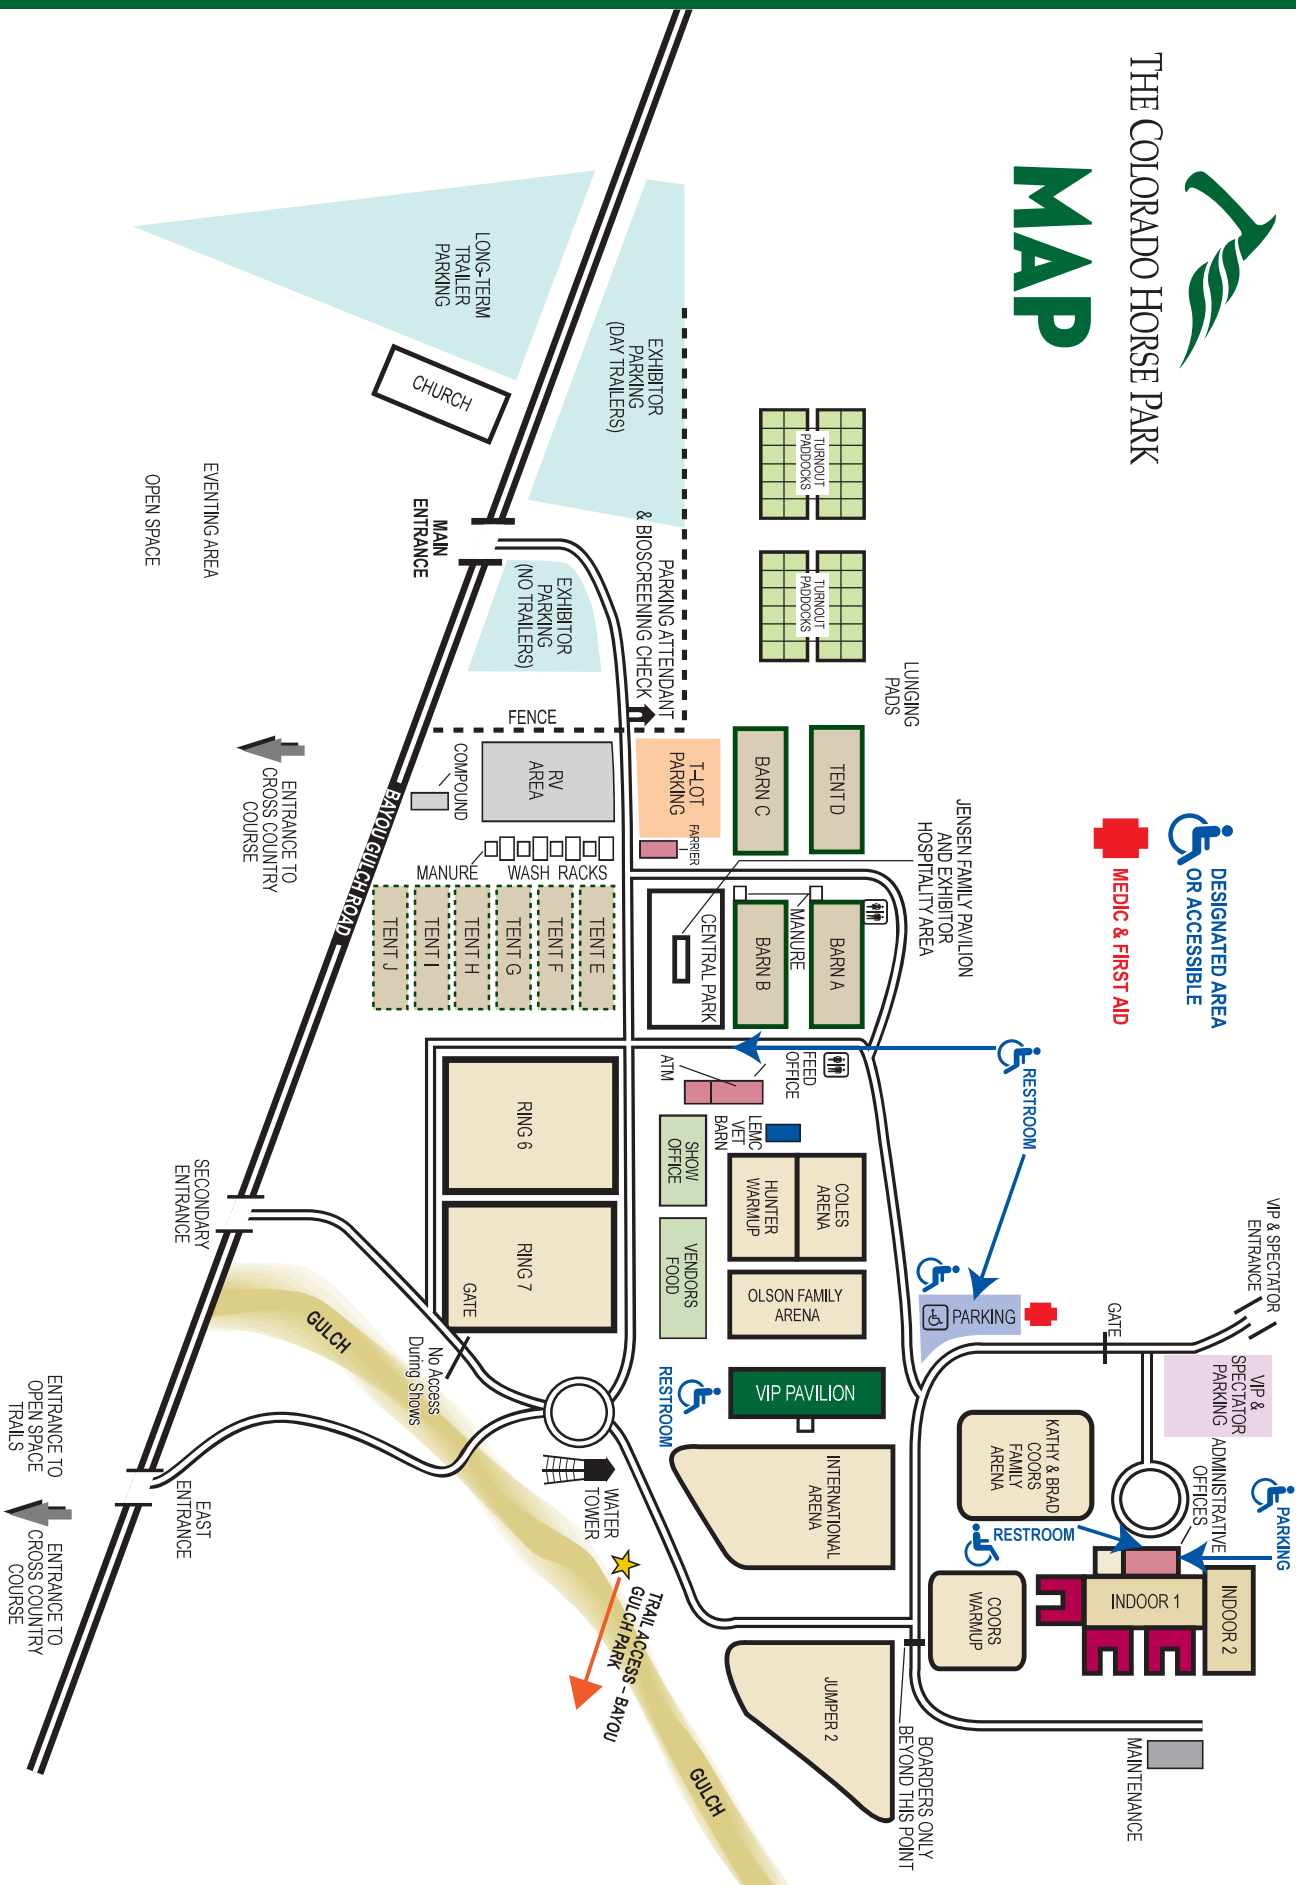 THE COLORADO HORSE PARK
MAP
DESIGNATED AREA
OR ACCESSIBLE
MEDIC & FIRST AID
VIP & SPECTATOR
ENTRANCE
GATE
VIP &
SPECTATOR
PARKING
ADMINISTRATIVE
OFFICES
PARKING
KATHY & BRAD
COORS
FAMILY
ARENA
RESTROOM
INDOOR 1
INDOOR 2
COORS
WARMUP
MAINTENANCE
BOARDERS ONLY
BEYOND THIS POINT
RESTROOM
PARKING
LUNGING
PADS
JENSEN FAMILY PAVILION
AND EXHIBITOR
HOSPITALITY AREA
TURNOUT
PADDOCKS
TURNOUT
PADDOCKS
TENT D
BARN C
BARN A
BARN B
MANURE
CENTRAL PARK
FEED
OFFICE
ATM
LEMC
VET
BARN
COLES
ARENA
HUNTER
WARMUP
OLSON FAMILY
ARENA
SHOW
OFFICE
VENDORS
FOOD
VIP PAVILION
RESTROOM
INTERNATIONAL
ARENA
JUMPER 2
EXHIBITOR
PARKING
(DAY TRAILERS)
PARKING ATTENDANT
& BIOSCREENING CHECK
T-LOT
PARKING
FARRIER
LONG-TERM
TRAILER
PARKING
CHURCH
MAIN
ENTRANCE
EXHIBITOR
PARKING
(NO TRAILERS)
FENCE
RV
AREA
COMPOUND
MANURE
WASH RACKS
TENT E
TENT F
TENT G
TENT H
TENT I
TENT J
RING 6
RING 7
GATE
No Access
During Shows
WATER
TOWER
TRAIL ACCESS - BAYOU
GULCH PARK
GULCH
GULCH
BAYOU GULCH ROAD
EVENTING AREA
OPEN SPACE
ENTRANCE TO
CROSS COUNTRY
COURSE
SECONDARY
ENTRANCE
EAST
ENTRANCE
ENTRANCE TO
OPEN SPACE
TRAILS
ENTRANCE TO
CROSS COUNTRY
COURSE